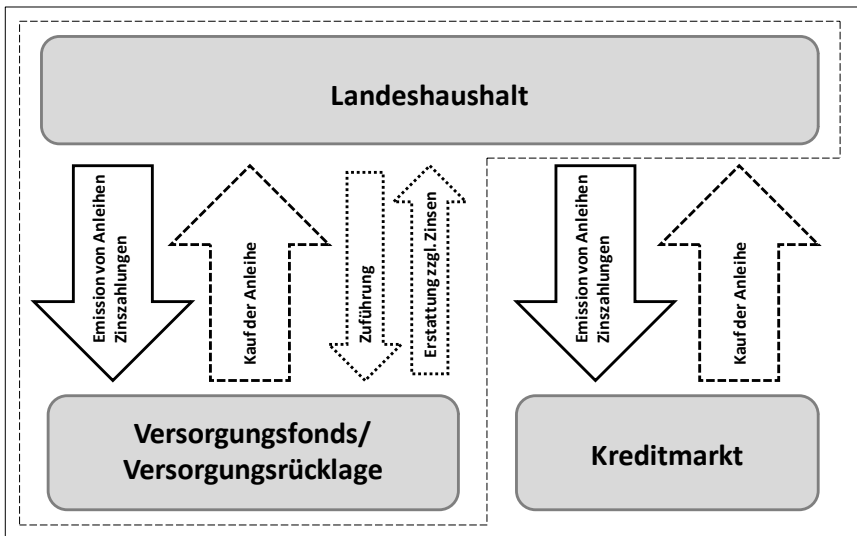 Landeshaushalt
Emission von Anleihen
Zinszahlungen
Kauf der Anleihe
Zuführung
Erstattung zzgl. Zinsen
Emission von Anleihen
Zinszahlungen
Kauf der Anleihe
Versorgungsfonds/
Versorgungsrücklage
Kreditmarkt